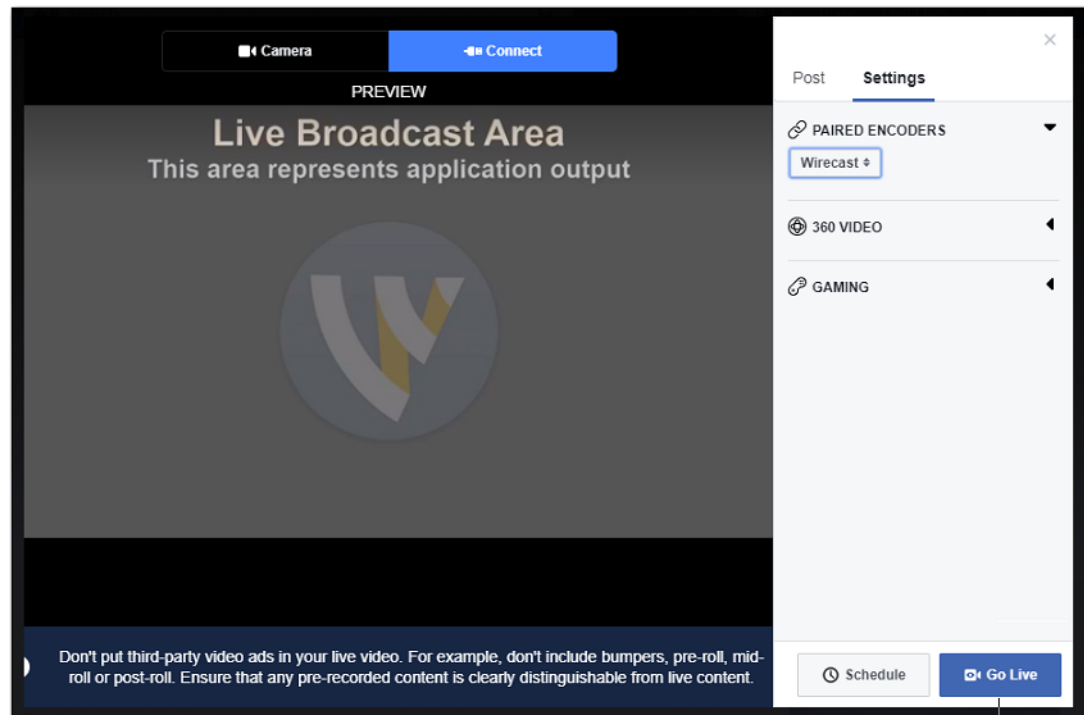 Camera
Connect
PREVIEW
Live Broadcast Area
This area represents application output
Don't put third-party video ads in your live video. For example, don't include bumpers, pre-roll, mid-
roll or post-roll. Ensure that any pre-recorded content is clearly distinguishable from live content.
Post
Settings
PAIRED ENCODERS
Wirecast
360 VIDEO
GAMING
Schedule
Go Live